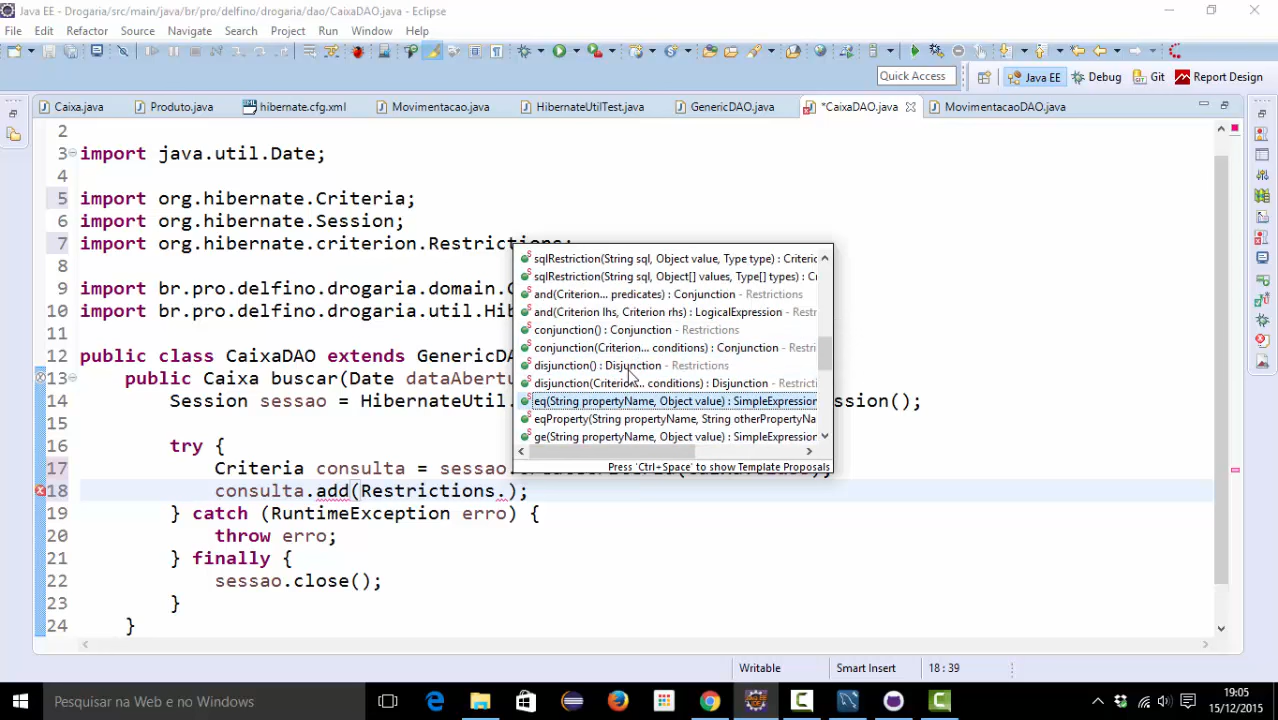 Java EE - Drogaria/src/main/java/br/pro/delfino/drogaria/dao/CaixaDAO.java - Eclipse
File Edit Refactor Source Navigate Search Project Run Window Help
Quick Access Java EE Debug Git Report Design
Caixa.java Produto.java hibernate.cfg.xml Movimentacao.java HibernateUtilTest.java GenericDAO.java *CaixaDAO.java MovimentacaoDAO.java
2
3 import java.util.Date;
4
5 import org.hibernate.Criteria;
6 import org.hibernate.Session;
7 import org.hibernate.criterion.Restrictions;
8
9 import br.pro.delfino.drogaria.domain.
10 import br.pro.delfino.drogaria.util.Hib
11
12 public class CaixaDAO extends GenericDA
13 public Caixa buscar(Date dataAbertu
14 Session sessao = HibernateUtil. ession();
15
16 try {
17 Criteria consulta = sessao.
18 consulta.add(Restrictions.);
19 } catch (RuntimeException erro) {
20 throw erro;
21 } finally {
22 sessao.close();
23 }
24 }
sqlRestriction(String sql, Object value, Type type) : Criteric
sqlRestriction(String sql, Object[] values, Type[] types) : Cr
and(Criterion... predicates) : Conjunction - Restrictions
and(Criterion lhs, Criterion rhs) : LogicalExpression - Restr
conjunction() : Conjunction - Restrictions
conjunction(Criterion... conditions) : Conjunction - Restri
disjunction() : Disjunction - Restrictions
disjunction(Criterion... conditions) : Disjunction - Restricti
eq(String propertyName, Object value) : SimpleExpression
eqProperty(String propertyName, String otherPropertyNa
ge(String propertyName, Object value) : SimpleExpression
Press 'Ctrl+Space' to show Template Proposals
Writable Smart Insert 18 : 39
Pesquisar na Web e no Windows
19:05
15/12/2015